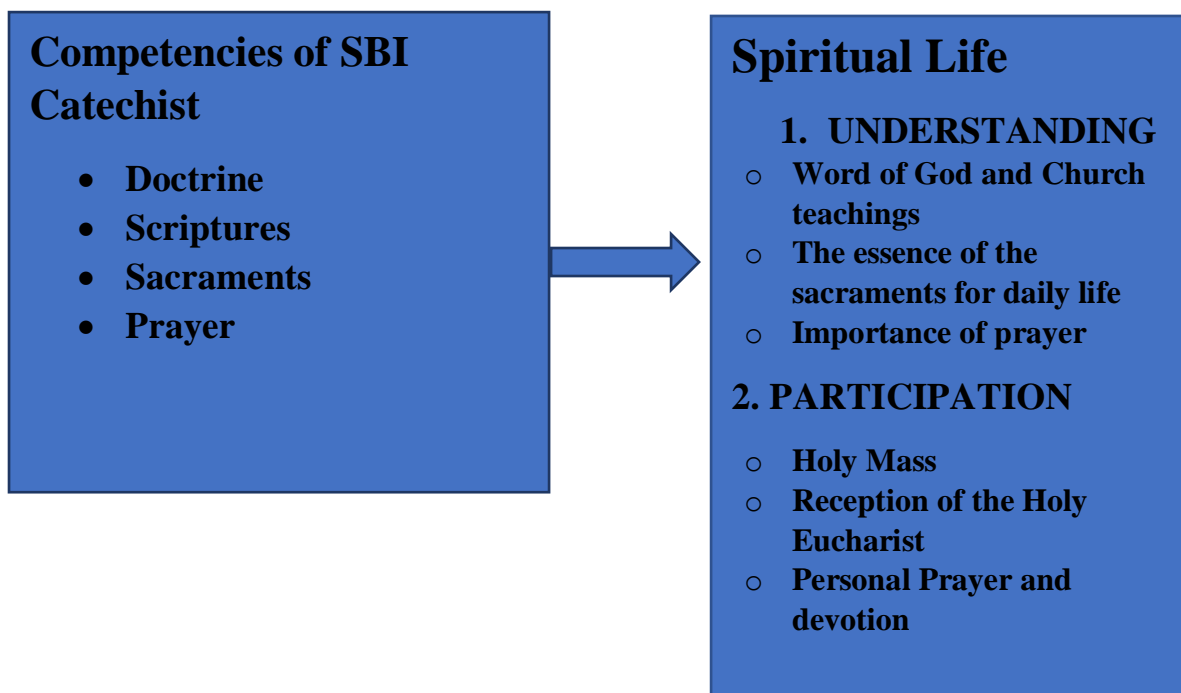 Competencies of SBI
Catechist
• Doctrine
• Scriptures
• Sacraments
• Prayer
Spiritual Life
1. UNDERSTANDING
o Word of God and Church
teachings
o The essence of the
sacraments for daily life
o Importance of prayer
2. PARTICIPATION
o Holy Mass
o Reception of the Holy
Eucharist
o Personal Prayer and
devotion